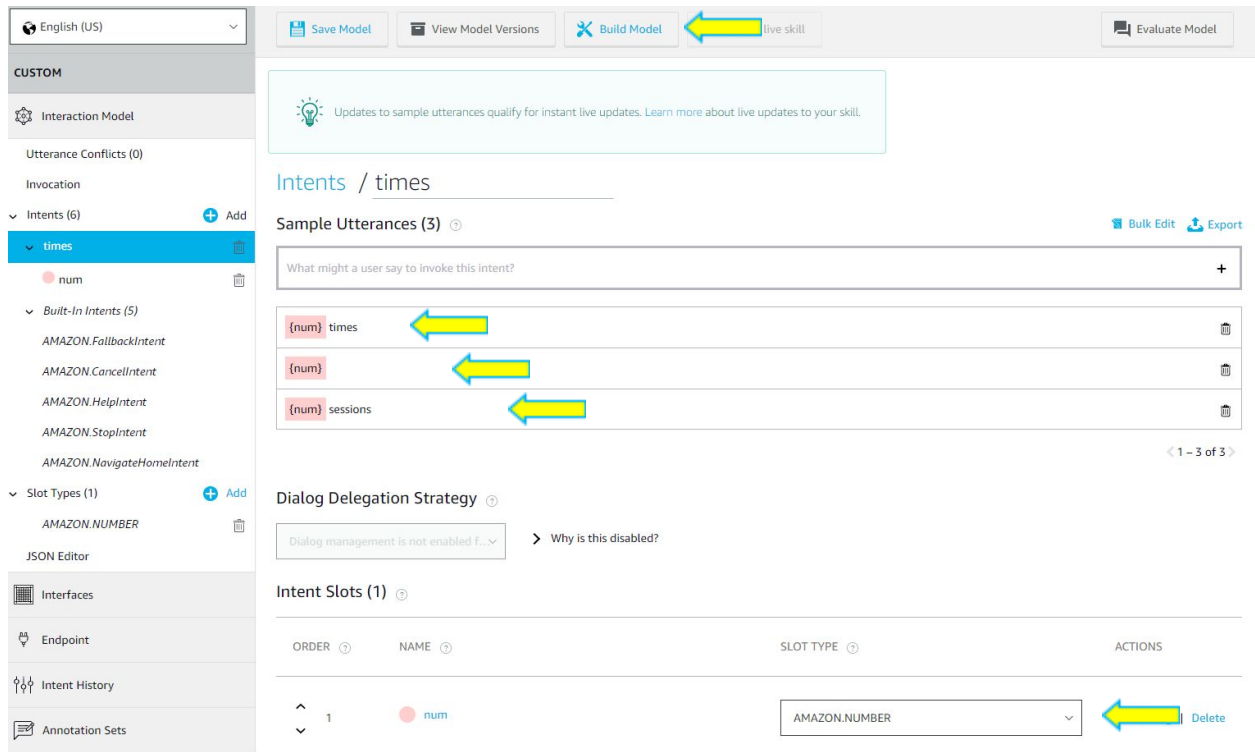 English (US)
Save Model
View Model Versions
Build Model
live skill
Evaluate Model
CUSTOM
Interaction Model
Utterance Conflicts (0)
Invocation
Intents (6)
Add
times
num
Built-In Intents (5)
AMAZON.FallbackIntent
AMAZON.CancelIntent
AMAZON.HelpIntent
AMAZON.StopIntent
AMAZON.NavigateHomeIntent
Slot Types (1)
Add
AMAZON.NUMBER
JSON Editor
Interfaces
Endpoint
Intent History
Annotation Sets
Updates to sample utterances qualify for instant live updates. Learn more about live updates to your skill.
Intents / times
Sample Utterances (3)
Bulk Edit
Export
What might a user say to invoke this intent?
{num} times
{num}
{num} sessions
< 1 – 3 of 3 >
Dialog Delegation Strategy
Dialog management is not enabled f...
Why is this disabled?
Intent Slots (1)
ORDER
NAME
SLOT TYPE
ACTIONS
1
num
AMAZON.NUMBER
| Delete